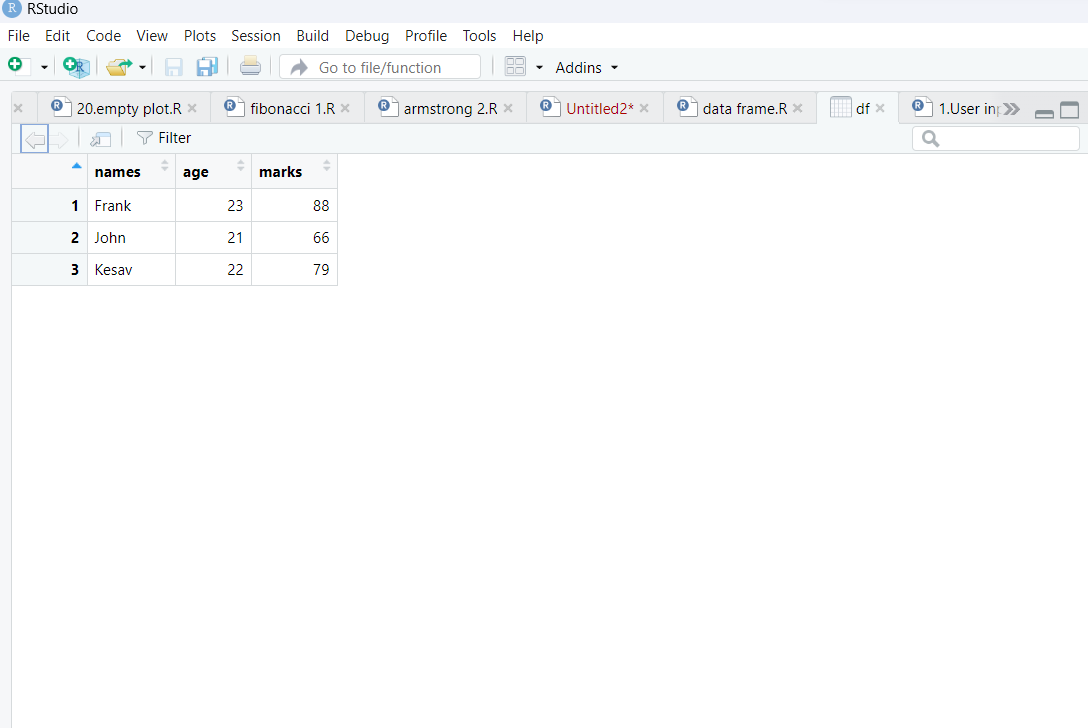 R RStudio
File Edit Code View Plots Session Build Debug Profile Tools Help
R Go to file/function Addins
R 20.empty plot.R R fibonacci 1.R R armstrong 2.R R Untitled2* R data frame.R df R 1.User in
Filter
names age marks
1 Frank 23 88
2 John 21 66
3 Kesav 22 79